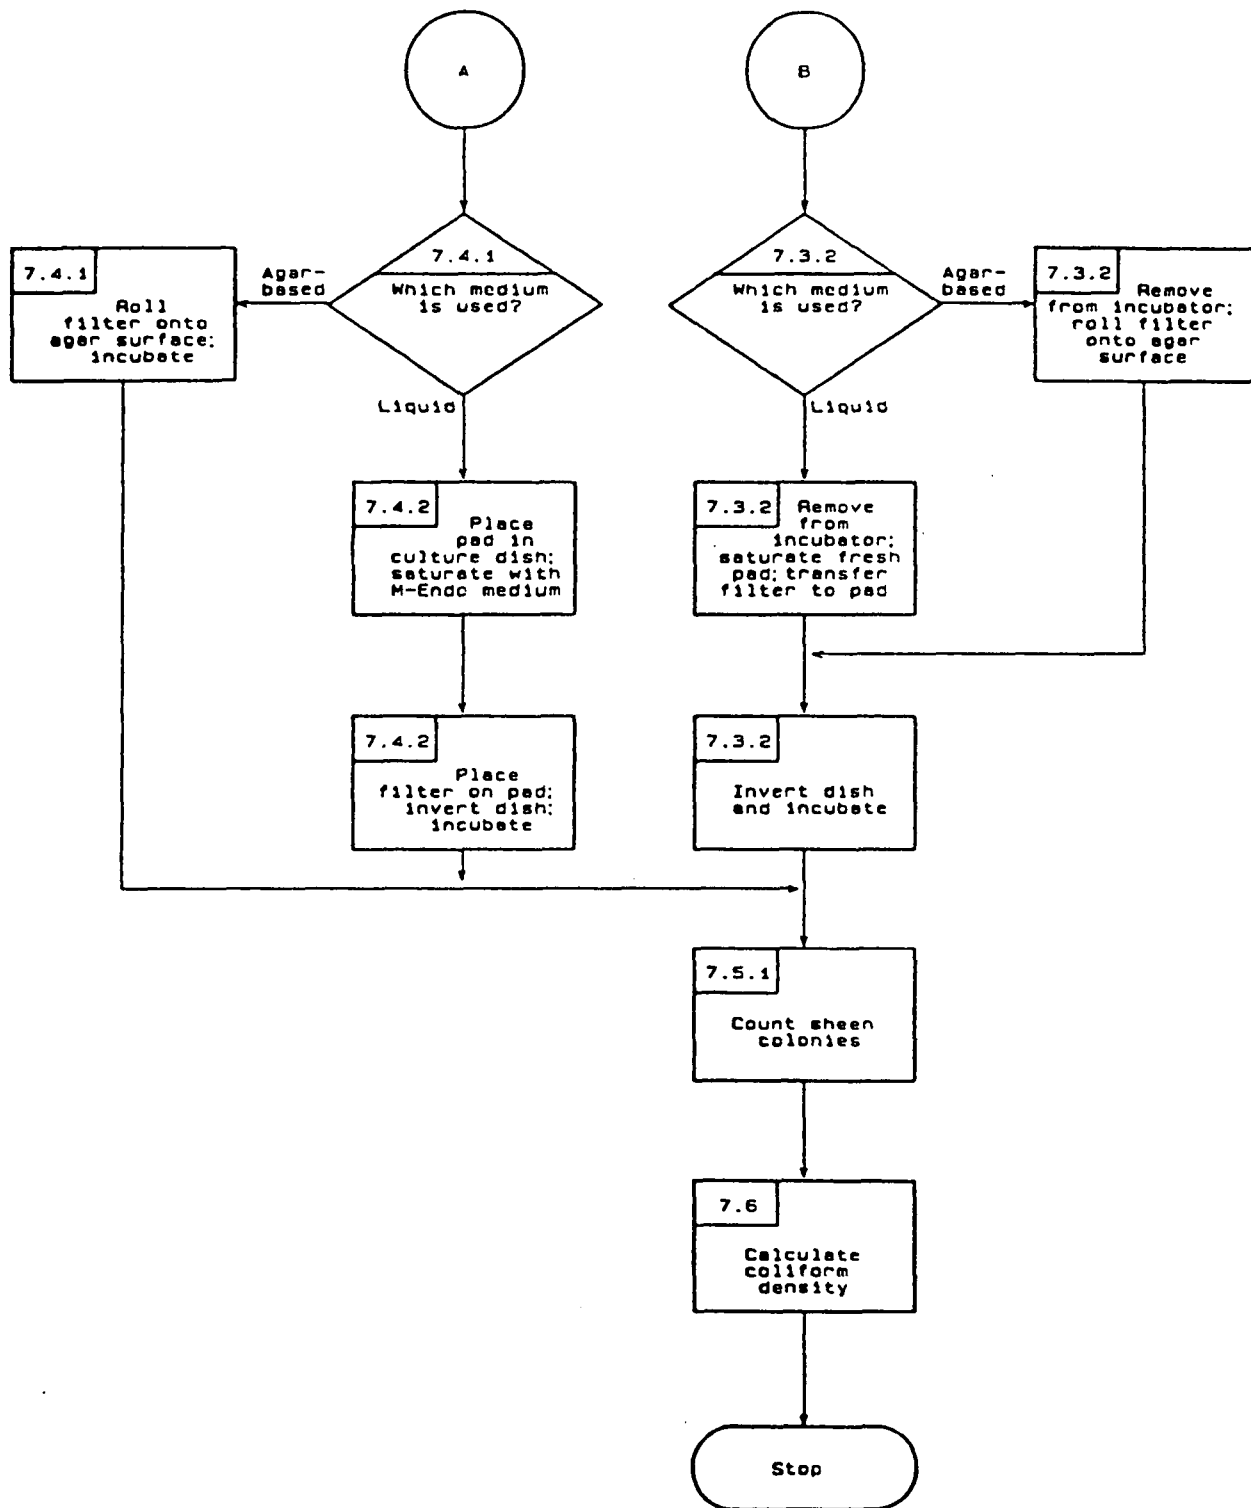 A
B
7.4.1
Which medium
is used?
7.3.2
Which medium
is used?
Agar-
based
Agar-
based
7.4.1
Roll
filter onto
agar surface;
incubate
7.3.2
Remove
from incubator;
roll filter
onto agar
surface
Liquid
Liquid
7.4.2
Place
pad in
culture dish;
saturate with
M-Endo medium
7.3.2
Remove
from
incubator;
saturate fresh
pad; transfer
filter to pad
7.4.2
Place
filter on pad;
invert dish;
incubate
7.3.2
Invert dish
and incubate
7.5.1
Count sheen
colonies
7.6
Calculate
coliform
density
Stop